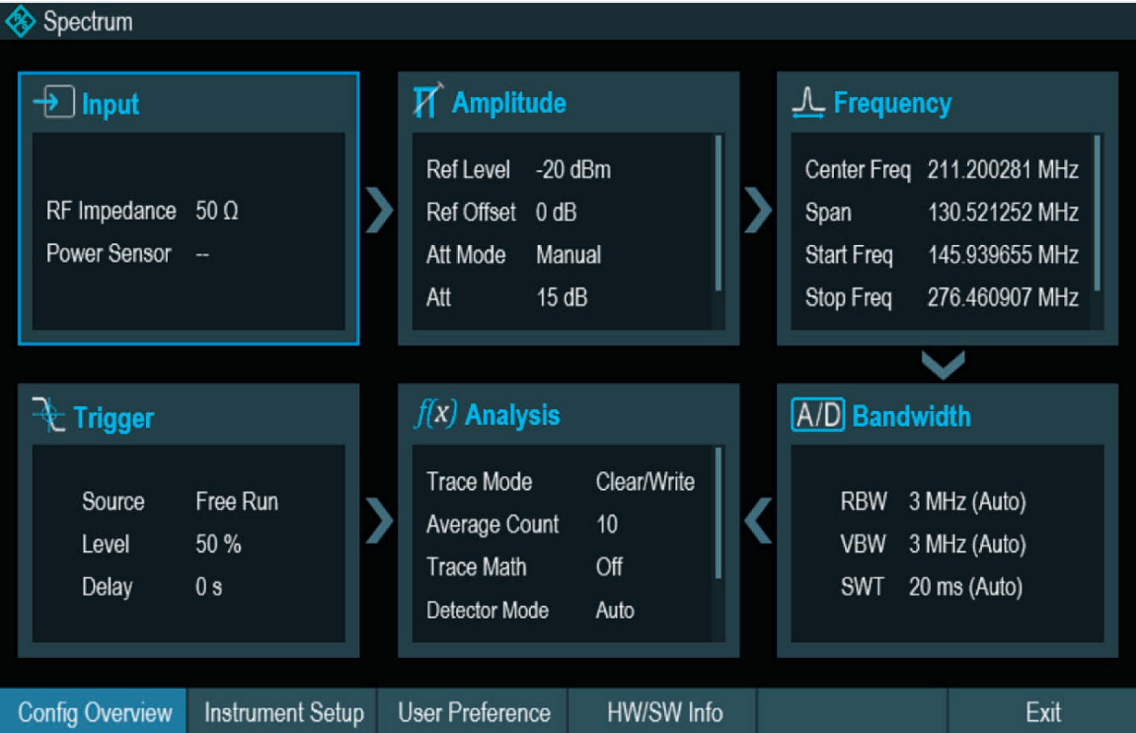 Spectrum
Input
RF Impedance 50 Ω
Power Sensor --
Amplitude
Ref Level -20 dBm
Ref Offset 0 dB
Att Mode Manual
Att 15 dB
Frequency
Center Freq 211.200281 MHz
Span 130.521252 MHz
Start Freq 145.939655 MHz
Stop Freq 276.460907 MHz
Trigger
Source Free Run
Level 50 %
Delay 0 s
f(x) Analysis
Trace Mode Clear/Write
Average Count 10
Trace Math Off
Detector Mode Auto
A/D Bandwidth
RBW 3 MHz (Auto)
VBW 3 MHz (Auto)
SWT 20 ms (Auto)
Config Overview Instrument Setup User Preference HW/SW Info Exit